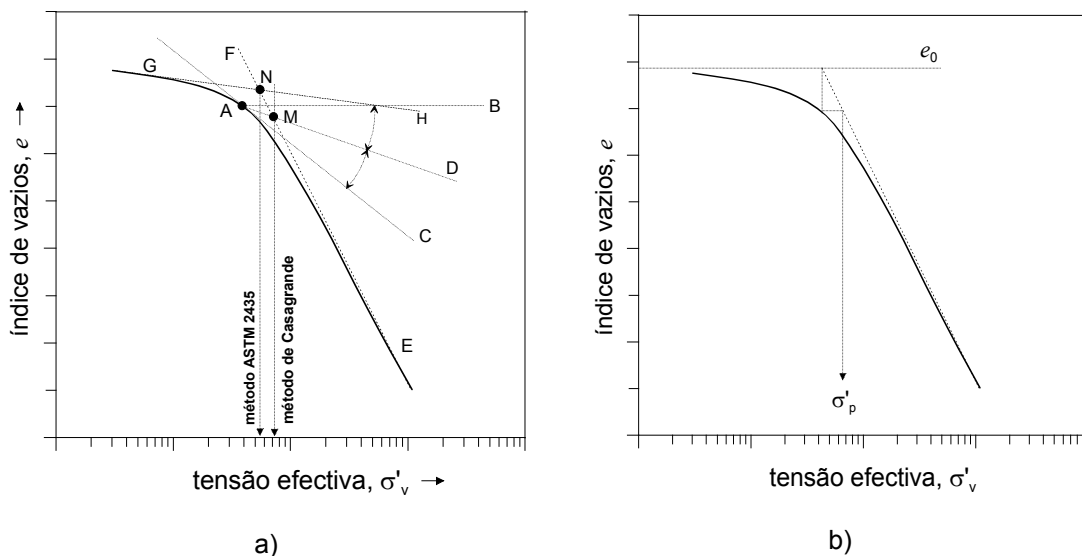 índice de vazios, e →
F
G
N
A
M
B
H
D
C
E
método ASTM 2435
método de Casagrande
tensão efectiva, σ'v →
a)
índice de vazios, e
e0
σ'p
tensão efectiva, σ'v
b)